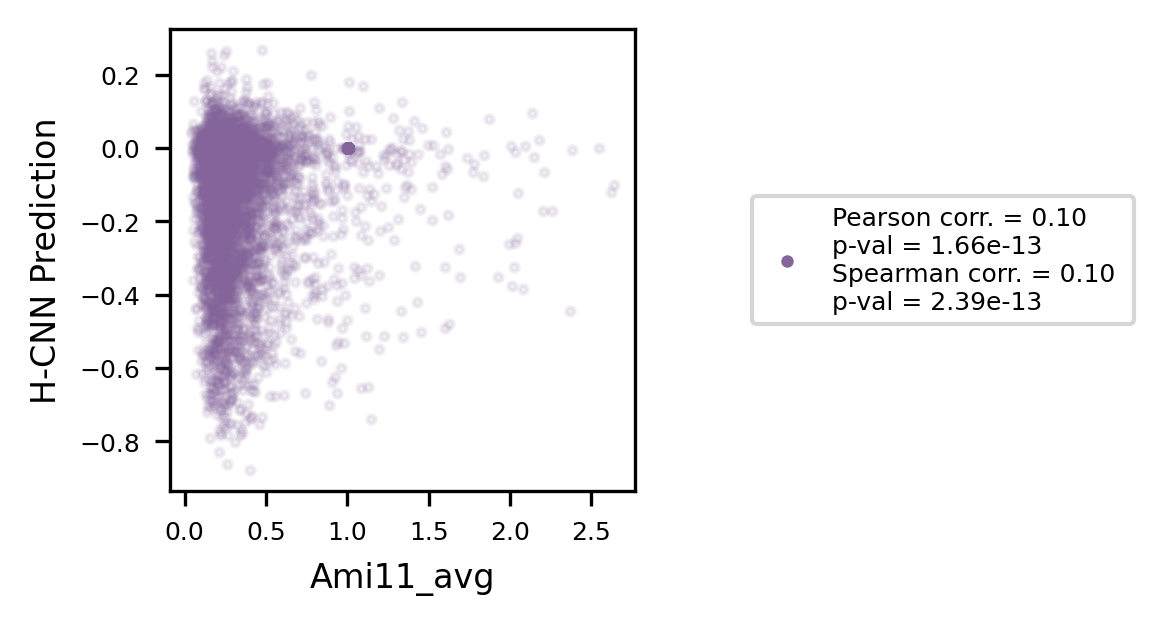 H-CNN Prediction
0.2
0.0
−0.2
−0.4
−0.6
−0.8
0.0 0.5 1.0 1.5 2.0 2.5
Ami11_avg
Pearson corr. = 0.10
p-val = 1.66e-13
Spearman corr. = 0.10
p-val = 2.39e-13